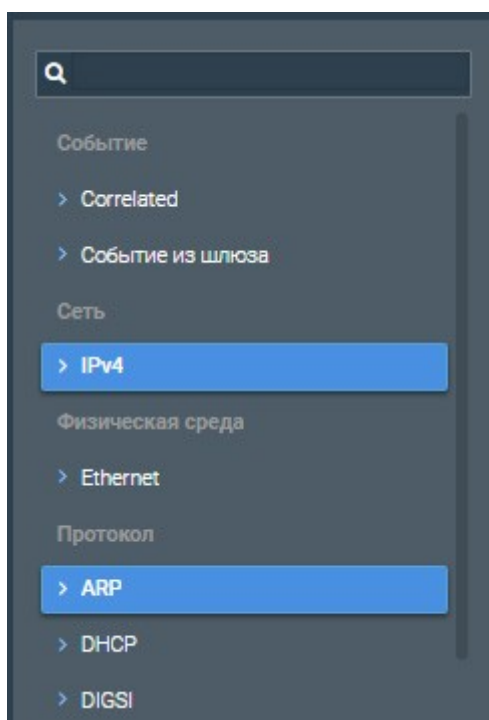 Событие
Correlated
Событие из шлюза
Сеть
IPv4
Физическая среда
Ethernet
Протокол
ARP
DHCP
DIGSI